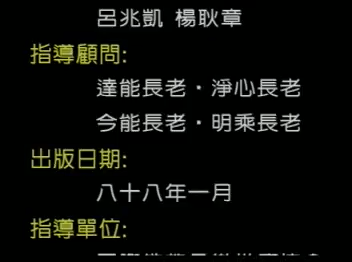 呂兆凱 楊耿章
指導顧問:
達能長老・淨心長老
今能長老・明乘長老
出版日期:
八十八年一月
指導單位: